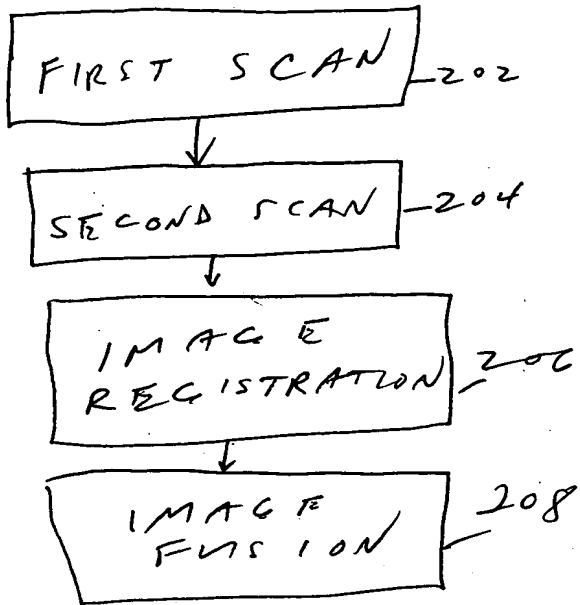 FIRST SCAN
202
SECOND SCAN
204
IMAGE
REGISTRATION
206
IMAGE
FUSION
208